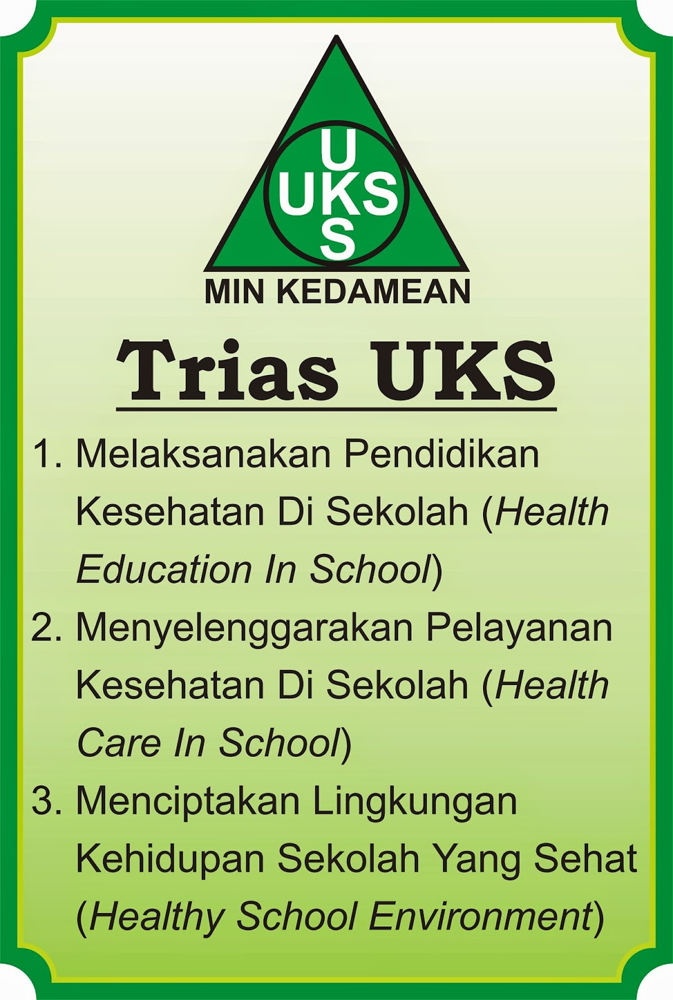 U
UKS
S
MIN KEDAMEAN
Trias UKS
1. Melaksanakan Pendidikan
Kesehatan Di Sekolah (Health
Education In School)
2. Menyelenggarakan Pelayanan
Kesehatan Di Sekolah (Health
Care In School)
3. Menciptakan Lingkungan
Kehidupan Sekolah Yang Sehat
(Healthy School Environment)